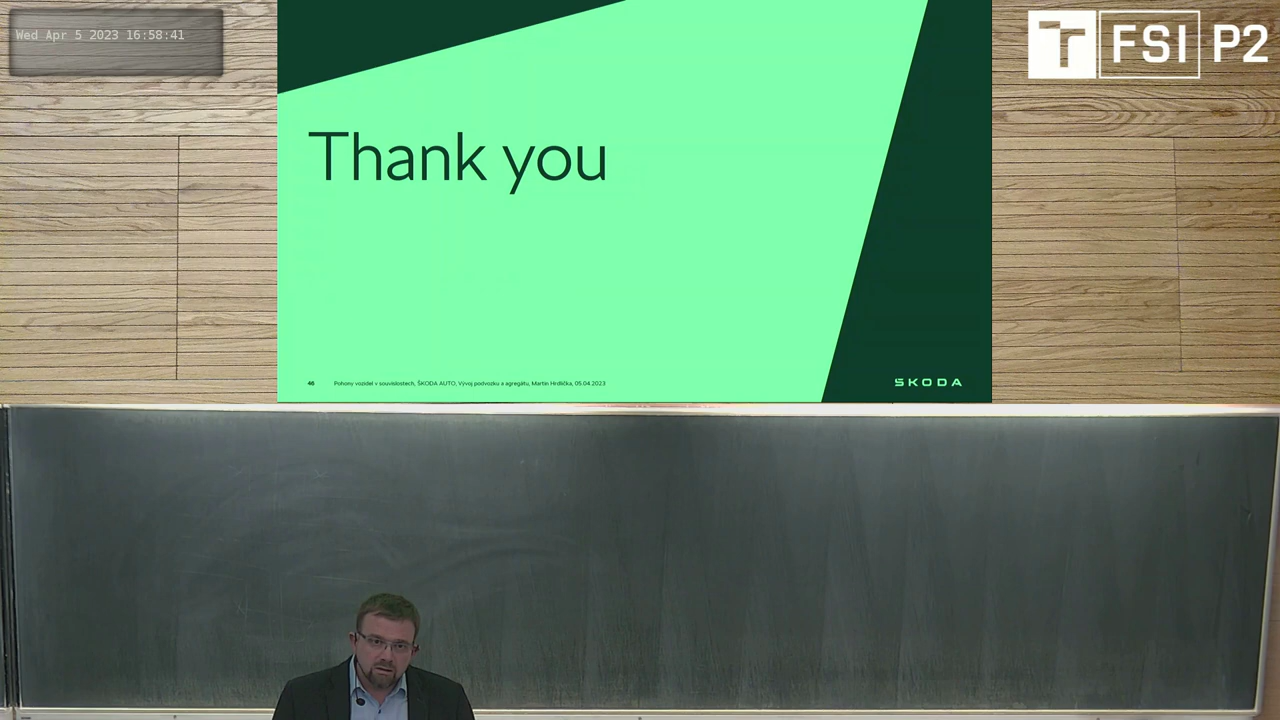 Wed Apr 5 2023 16:58:41
FSI P2
Thank you
46 Pohony vozidel v souvislostech, ŠKODA AUTO, Vývoj podvozku a agregátu, Martin Hrdlička, 05.04.2023
ŠKODA